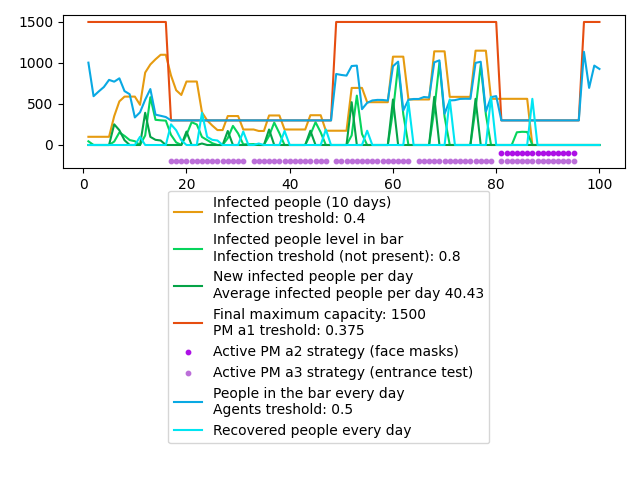 1500
1000
500
0
0 20 40 60 80 100
Infected people (10 days)
Infection treshold: 0.4
Infected people level in bar
Infection treshold (not present): 0.8
New infected people per day
Average infected people per day 40.43
Final maximum capacity: 1500
PM a1 treshold: 0.375
Active PM a2 strategy (face masks)
Active PM a3 strategy (entrance test)
People in the bar every day
Agents treshold: 0.5
Recovered people every day